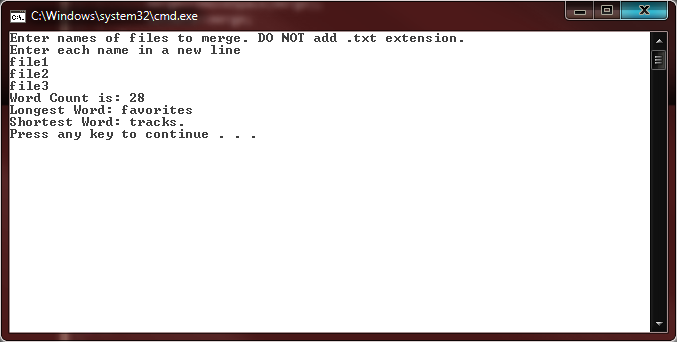 C:\Windows\system32\cmd.exe
Enter names of files to merge. DO NOT add .txt extension.
Enter each name in a new line
file1
file2
file3
Word Count is: 28
Longest Word: favorites
Shortest Word: tracks.
Press any key to continue . . .